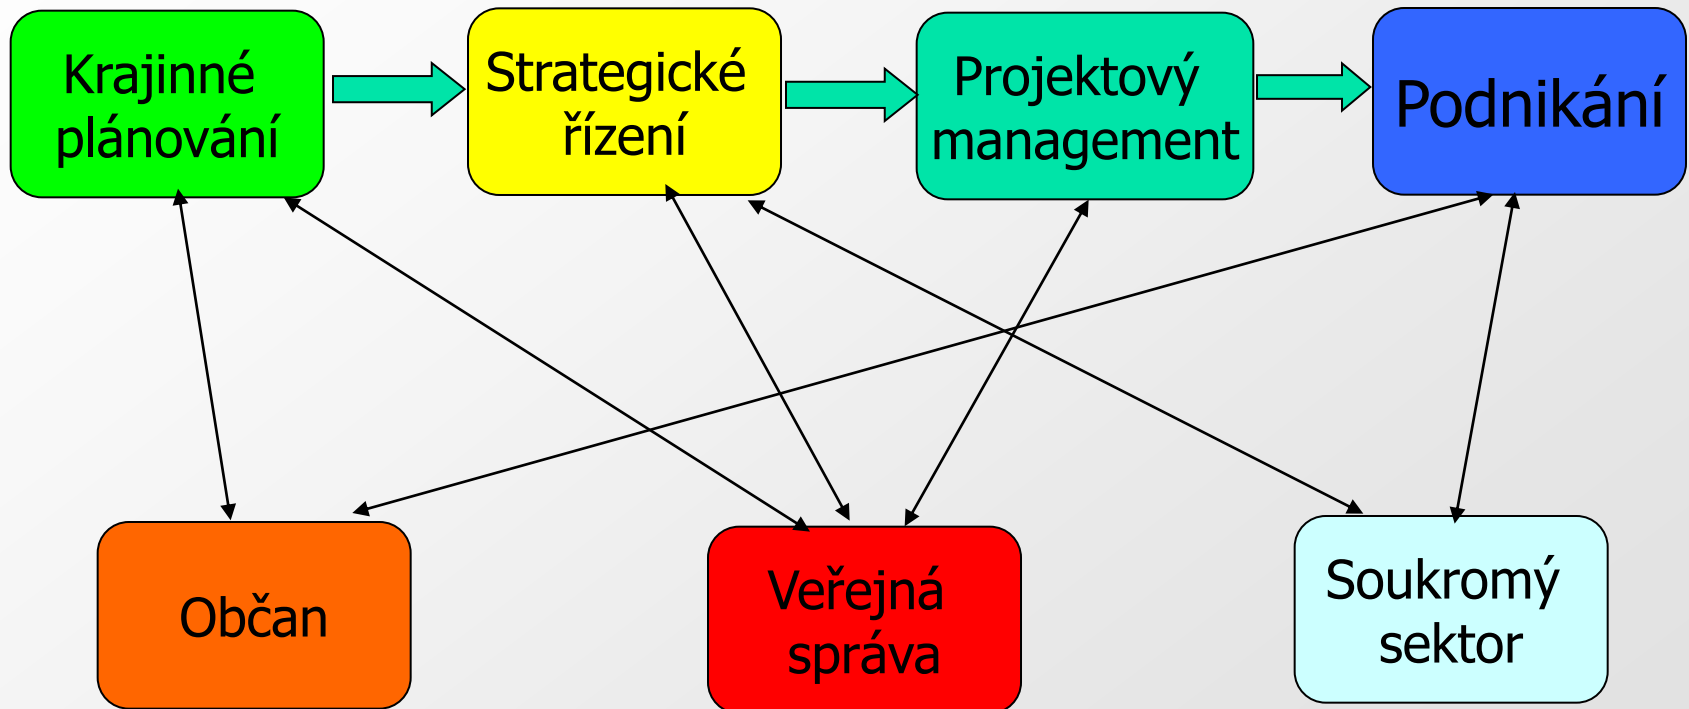 Krajinné
plánování
Strategické
řízení
Projektový
management
Podnikání
Občan
Veřejná
správa
Soukromý
sektor